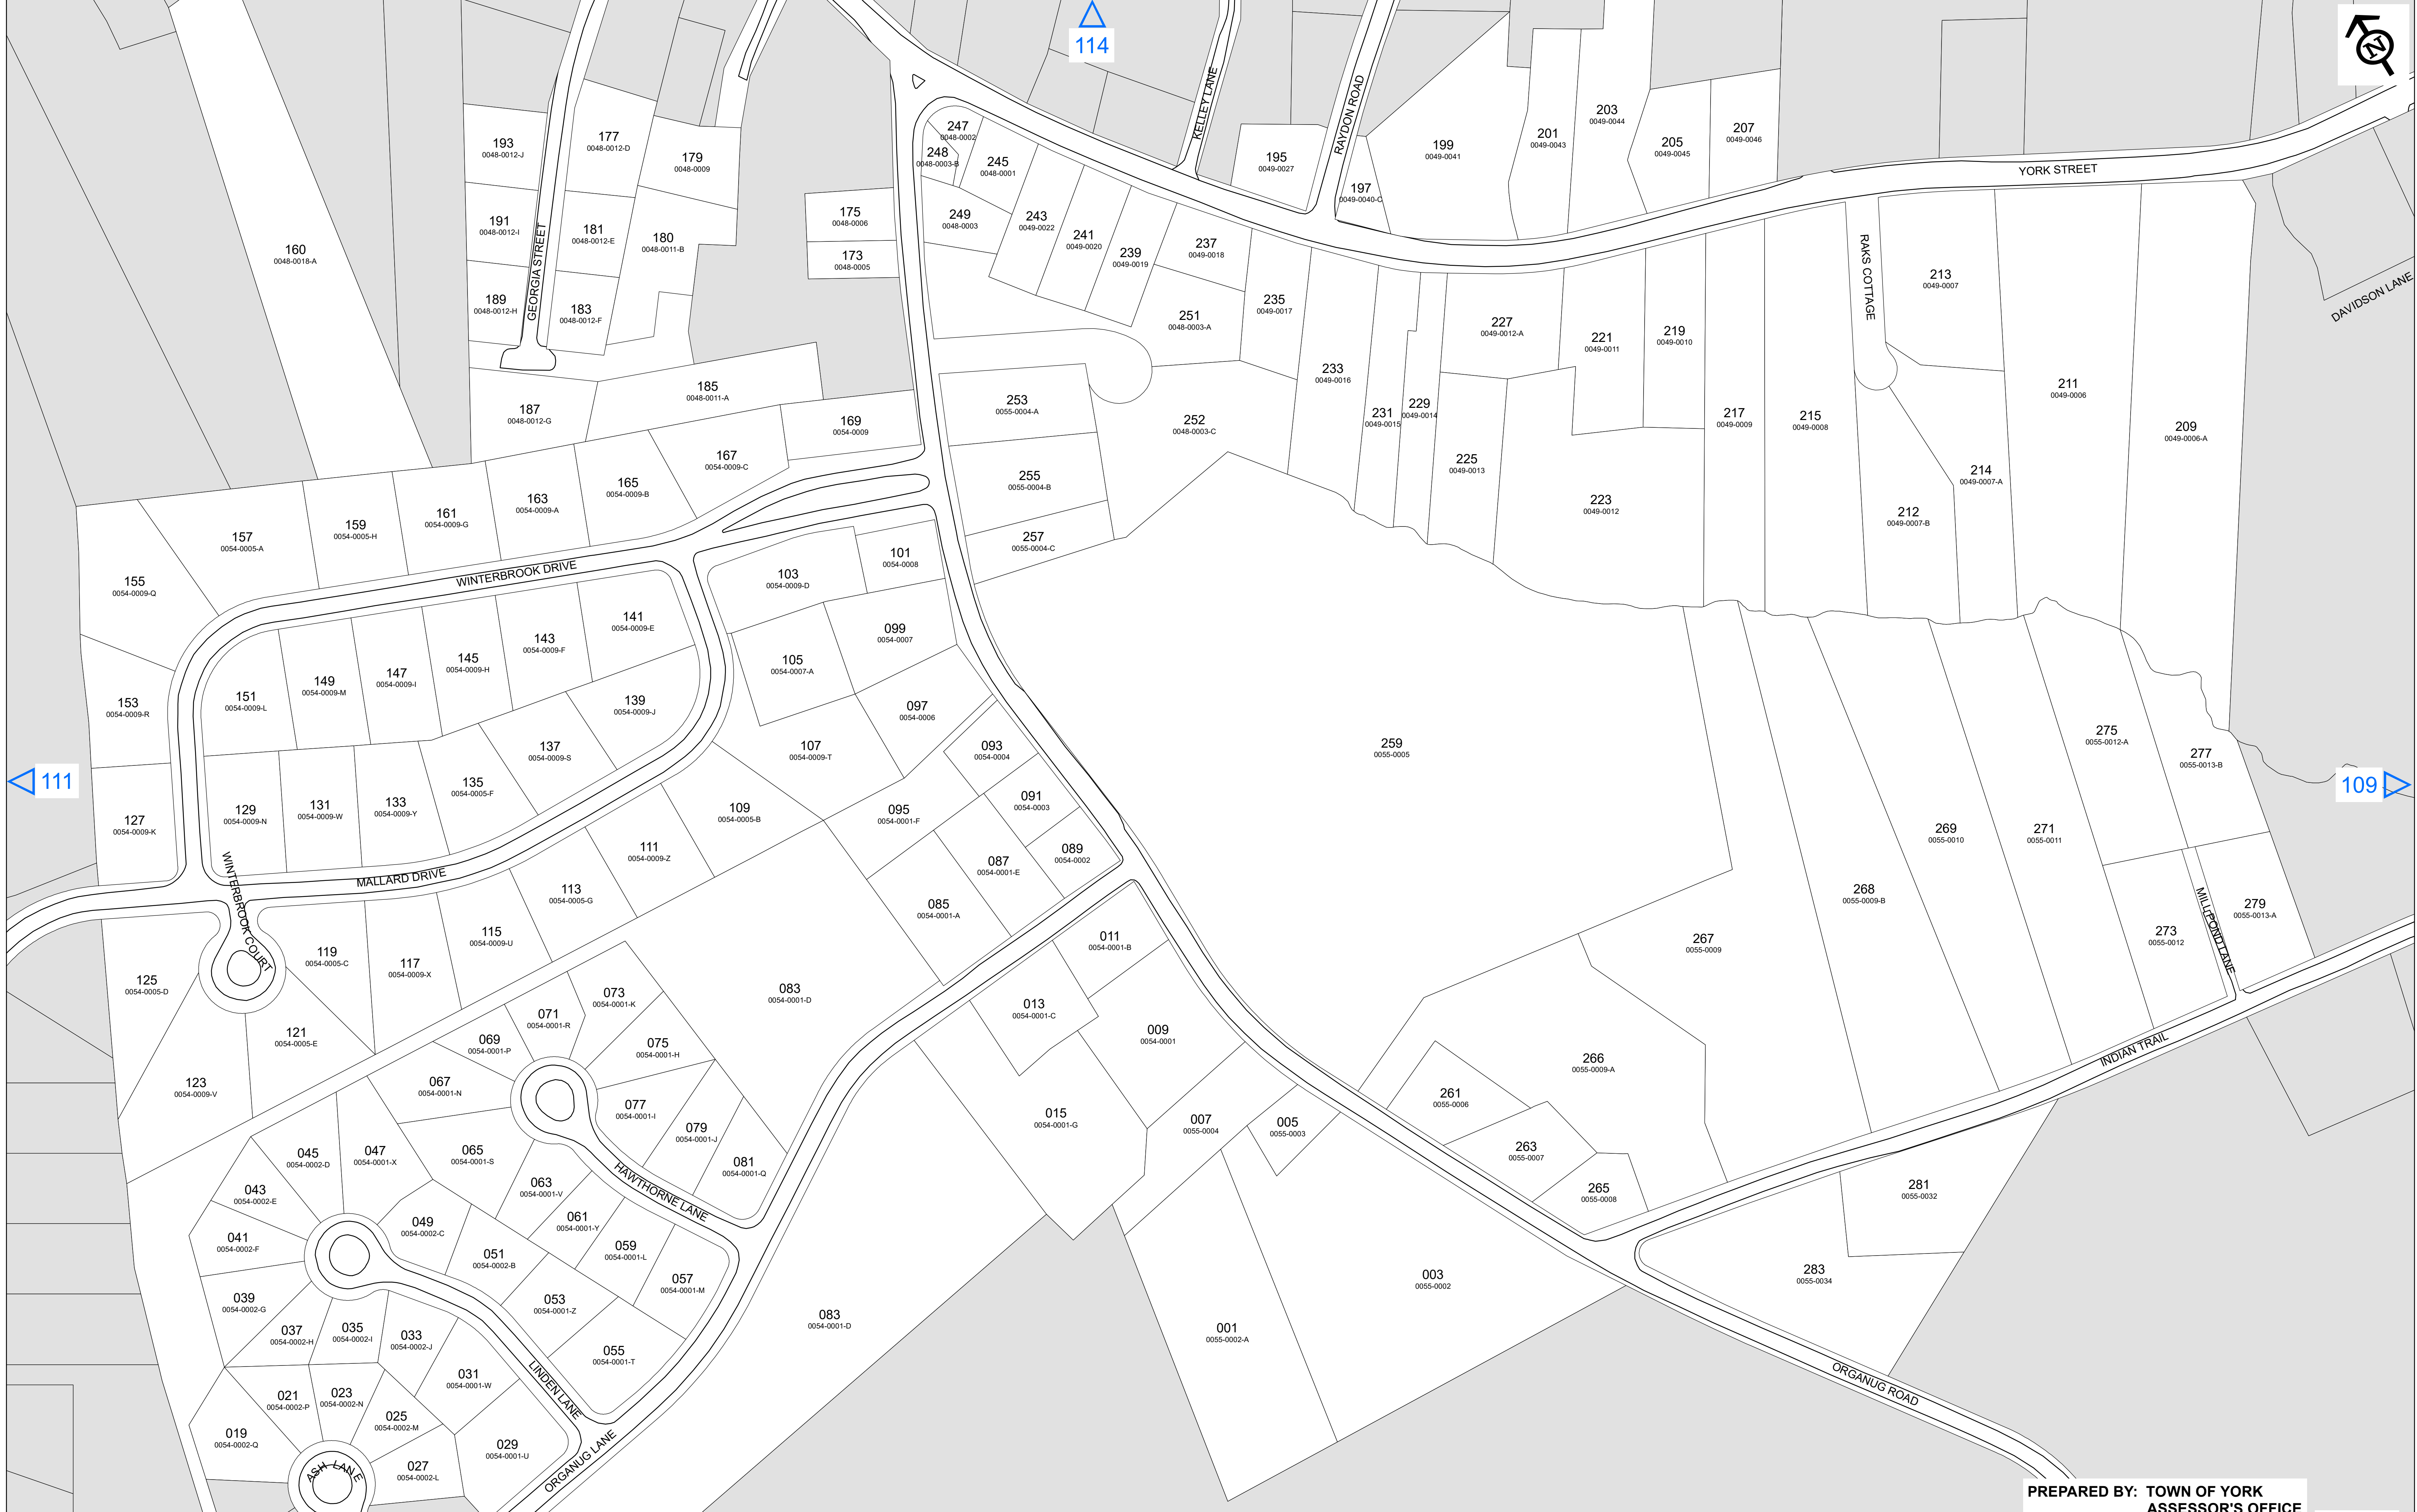 114
N
193
0048-0012-J
177
0048-0012-D
179
0048-0009
KELLEY LANE
RAYDON ROAD
247
0048-0002
248
0048-0003-B
245
0048-0001
195
0049-0027
199
0049-0041
197
0049-0040-C
201
0049-0043
203
0049-0044
205
0049-0045
207
0049-0046
YORK STREET
160
0048-0018-A
191
0048-0012-I
GEORGIA STREET
181
0048-0012-E
180
0048-0011-B
175
0048-0006
173
0048-0005
249
0048-0003
243
0049-0022
241
0049-0020
239
0049-0019
237
0049-0018
189
0048-0012-H
183
0048-0012-F
251
0048-0003-A
235
0049-0017
233
0049-0016
231
0049-0015
229
0049-0014
227
0049-0012-A
221
0049-0011
219
0049-0010
217
0049-0009
215
0049-0008
RAKS COTTAGE
213
0049-0007
211
0049-0006
209
0049-0006-A
DAVIDSON LANE
187
0048-0012-G
185
0048-0011-A
169
0054-0009
253
0055-0004-A
252
0048-0003-C
225
0049-0013
223
0049-0012
212
0049-0007-B
214
0049-0007-A
157
0054-0005-A
159
0054-0005-H
161
0054-0009-G
163
0054-0009-A
165
0054-0009-B
167
0054-0009-C
255
0055-0004-B
257
0055-0004-C
155
0054-0009-Q
WINTERBROOK DRIVE
103
0054-0009-D
101
0054-0008
153
0054-0009-R
151
0054-0009-L
149
0054-0009-M
147
0054-0009-I
145
0054-0009-H
143
0054-0009-F
141
0054-0009-E
139
0054-0009-J
105
0054-0007-A
099
0054-0007
097
0054-0006
107
0054-0009-T
093
0054-0004
259
0055-0005
275
0055-0012-A
277
0055-0013-B
111
109
127
0054-0009-K
129
0054-0009-N
131
0054-0009-W
133
0054-0009-Y
135
0054-0005-F
137
0054-0009-S
109
0054-0005-B
095
0054-0001-F
091
0054-0003
089
0054-0002
087
0054-0001-E
085
0054-0001-A
111
0054-0009-Z
MALLARD DRIVE
WINTERBROOK COURT
113
0054-0005-G
115
0054-0009-U
117
0054-0009-X
119
0054-0005-C
125
0054-0005-D
121
0054-0005-E
123
0054-0009-V
269
0055-0010
271
0055-0011
268
0055-0009-B
267
0055-0009
273
0055-0012
MILL POND LANE
279
0055-0013-A
011
0054-0001-B
013
0054-0001-C
009
0054-0001
083
0054-0001-D
073
0054-0001-K
071
0054-0001-R
069
0054-0001-P
075
0054-0001-H
067
0054-0001-N
077
0054-0001-I
079
0054-0001-J
081
0054-0001-Q
015
0054-0001-G
007
0055-0004
005
0055-0003
266
0055-0009-A
261
0055-0006
263
0055-0007
265
0055-0008
INDIAN TRAIL
281
0055-0032
283
0055-0034
045
0054-0002-D
047
0054-0001-X
065
0054-0001-S
043
0054-0002-E
063
0054-0001-V
HAWTHORNE LANE
049
0054-0002-C
061
0054-0001-Y
041
0054-0002-F
051
0054-0002-B
059
0054-0001-L
057
0054-0001-M
039
0054-0002-G
053
0054-0001-Z
037
0054-0002-H
035
0054-0002-I
033
0054-0002-J
055
0054-0001-T
083
0054-0001-D
001
0055-0002-A
003
0055-0002
031
0054-0001-W
LINDEN LANE
021
0054-0002-P
023
0054-0002-N
025
0054-0002-M
019
0054-0002-Q
029
0054-0001-U
027
0054-0002-L
ASH LANE
ORGANUG LANE
ORGANUG ROAD
PREPARED BY: TOWN OF YORK
ASSESSOR'S OFFICE